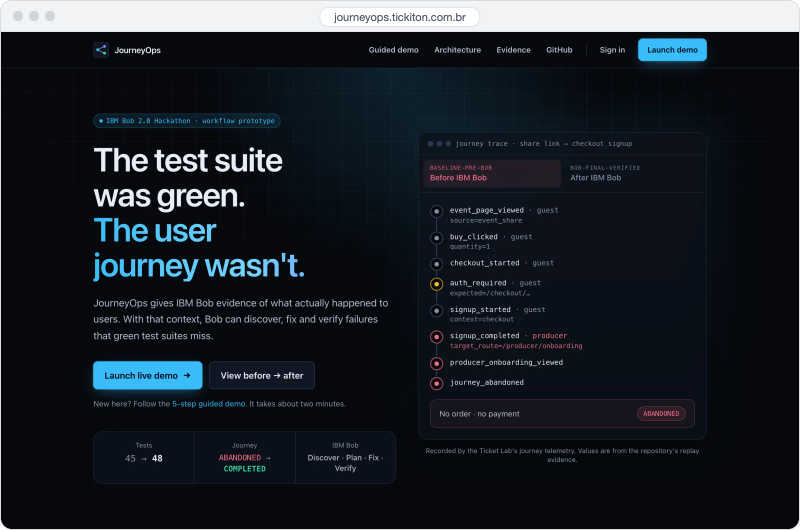 journeyops.tickiton.com.br
JourneyOps
Guided demo
Architecture
Evidence
GitHub
Sign in
Launch demo
IBM Bob 2.0 Hackathon · workflow prototype
The test suite
was green.
The user
journey wasn't.
JourneyOps gives IBM Bob evidence of what actually happened to
users. With that context, Bob can discover, fix and verify failures
that green test suites miss.
Launch live demo →
View before → after
New here? Follow the 5-step guided demo. It takes about two minutes.
Tests
45 → 48
Journey
ABANDONED →
COMPLETED
IBM Bob
Discover · Plan · Fix ·
Verify
journey trace · share link → checkout signup
BASELINE-PRE-BOB
Before IBM Bob
BOB-FINAL-VERIFIED
After IBM Bob
event_page_viewed · guest
source=event_share
buy_clicked · guest
quantity=1
checkout_started · guest
auth_required · guest
expected=/checkout/…
signup_started · guest
context=checkout
signup_completed · producer
target_route=/producer/onboarding
producer_onboarding_viewed
journey_abandoned
No order · no payment
ABANDONED
Recorded by the Ticket Lab's journey telemetry. Values are from the repository's replay
evidence.